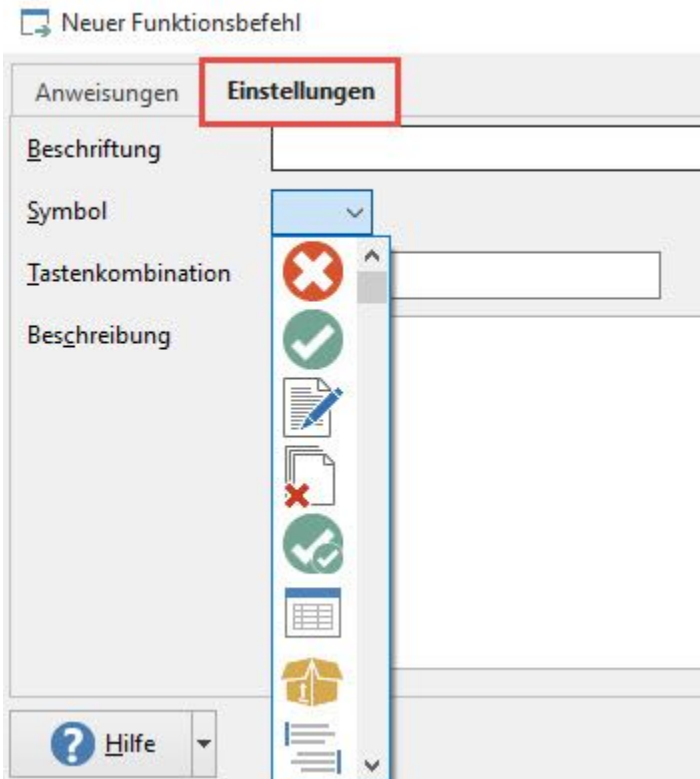 Neuer Funktionsbefehl
Anweisungen Einstellungen
Beschriftung
Symbol
Tastenkombination
Beschreibung
Hilfe